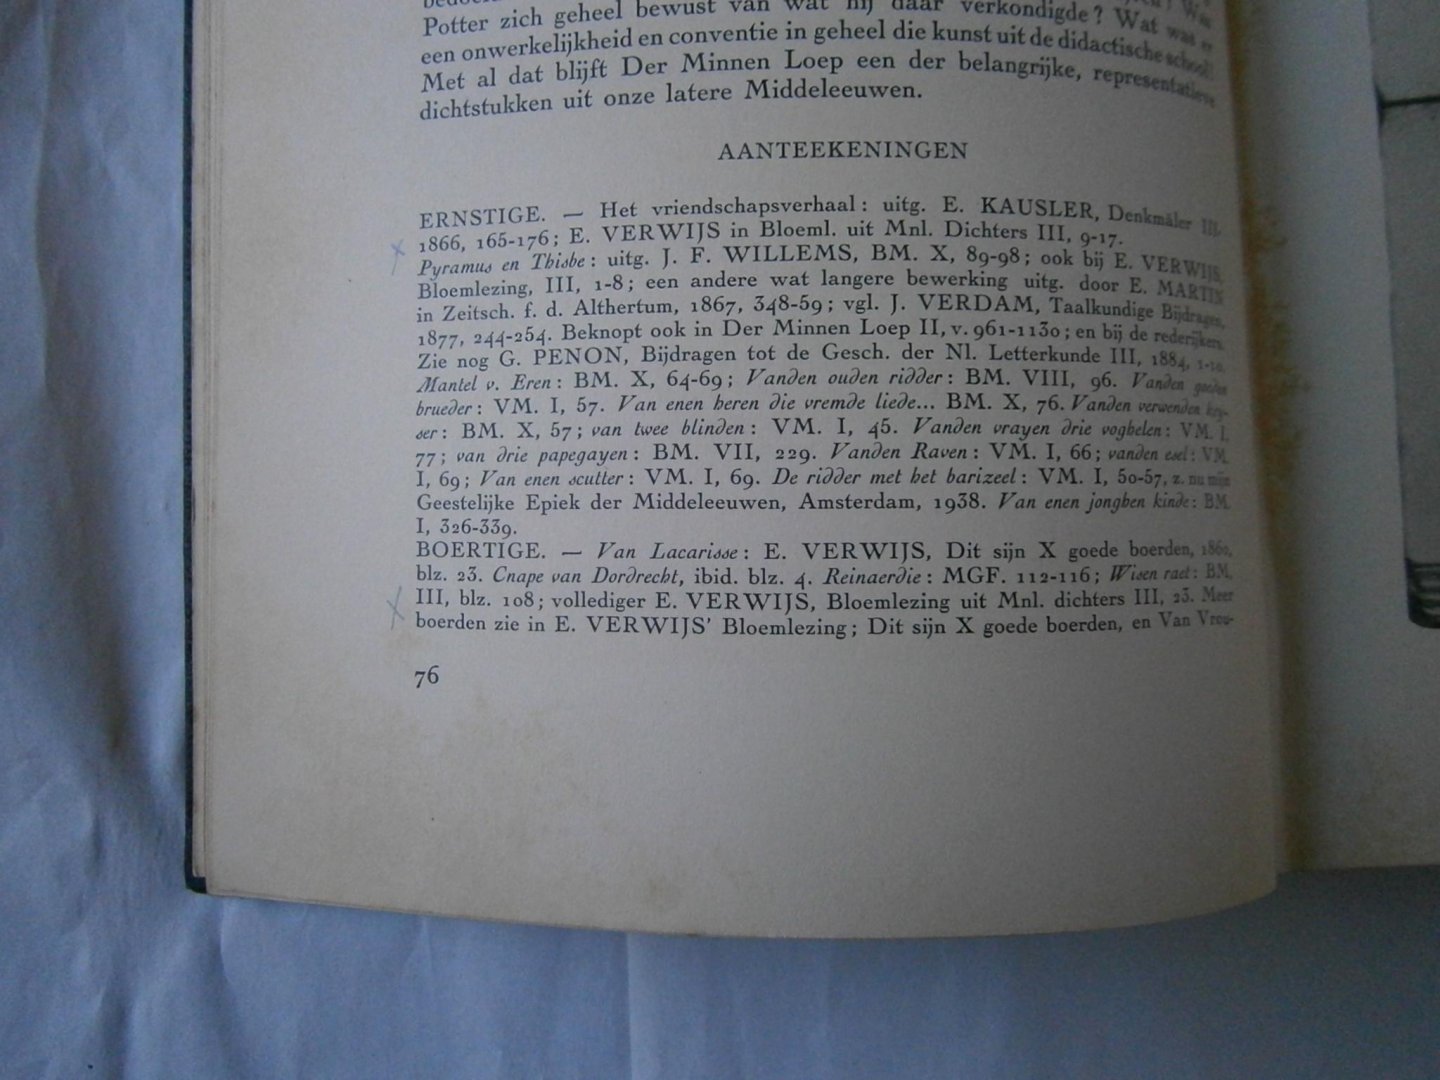 Potter zich geheel bewust van wat hij daar verkondigde? Wat was er
een onwerkelijkheid en conventie in geheel die kunst uit de didactische school!
Met al dat blijft Der Minnen Loep een der belangrijke, representatieve
dichtstukken uit onze latere Middeleeuwen.
AANTEEKENINGEN
ERNSTIGE. — Het vriendschapsverhaal: uitg. E. KAUSLER, Denkmäler III,
1866, 165-176; E. VERWIJS in Bloeml. uit Mnl. Dichters III, 9-17.
Pyramus en Thisbe: uitg. J. F. WILLEMS, BM. X, 89-98; ook bij E. VERWIJS,
Bloemlezing, III, 1-8; een andere wat langere bewerking uitg. door E. MARTIN
in Zeitsch. f. d. Althertum, 1867, 348-59; vgl. J. VERDAM, Taalkundige Bijdragen,
1877, 244-254. Beknopt ook in Der Minnen Loep II, v. 961-1130; en bij de rederijkers.
Zie nog G. PENON, Bijdragen tot de Gesch. der Nl. Letterkunde III, 1884, 1-10.
Mantel v. Eren: BM. X, 64-69; Vanden ouden ridder: BM. VIII, 96. Vanden goeden
brueder: VM. I, 57. Van enen heren die vremde liede... BM. X, 76. Vanden verwenden key-
ser: BM. X, 57; van twee blinden: VM. I, 45. Vanden vrayen drie voghelen: VM. I,
77; van drie papegayen: BM. VII, 229. Vanden Raven: VM. I, 66; vanden esel: VM.
I, 69; Van enen scutter: VM. I, 69. De ridder met het barizeel: VM. I, 50-57, z. nu mijn
Geestelijke Epiek der Middeleeuwen, Amsterdam, 1938. Van enen jonghen kinde: BM.
I, 326-339.
BOERTIGE. — Van Lacarisse: E. VERWIJS, Dit sijn X goede boerden, 1860,
blz. 23. Cnape van Dordrecht, ibid. blz. 4. Reinaerdie: MGF. 112-116; Wisen raet: BM.
III, blz. 108; vollediger E. VERWIJS, Bloemlezing uit Mnl. dichters III, 23. Meer
boerden zie in E. VERWIJS' Bloemlezing; Dit sijn X goede boerden, en Van Vrou-
76